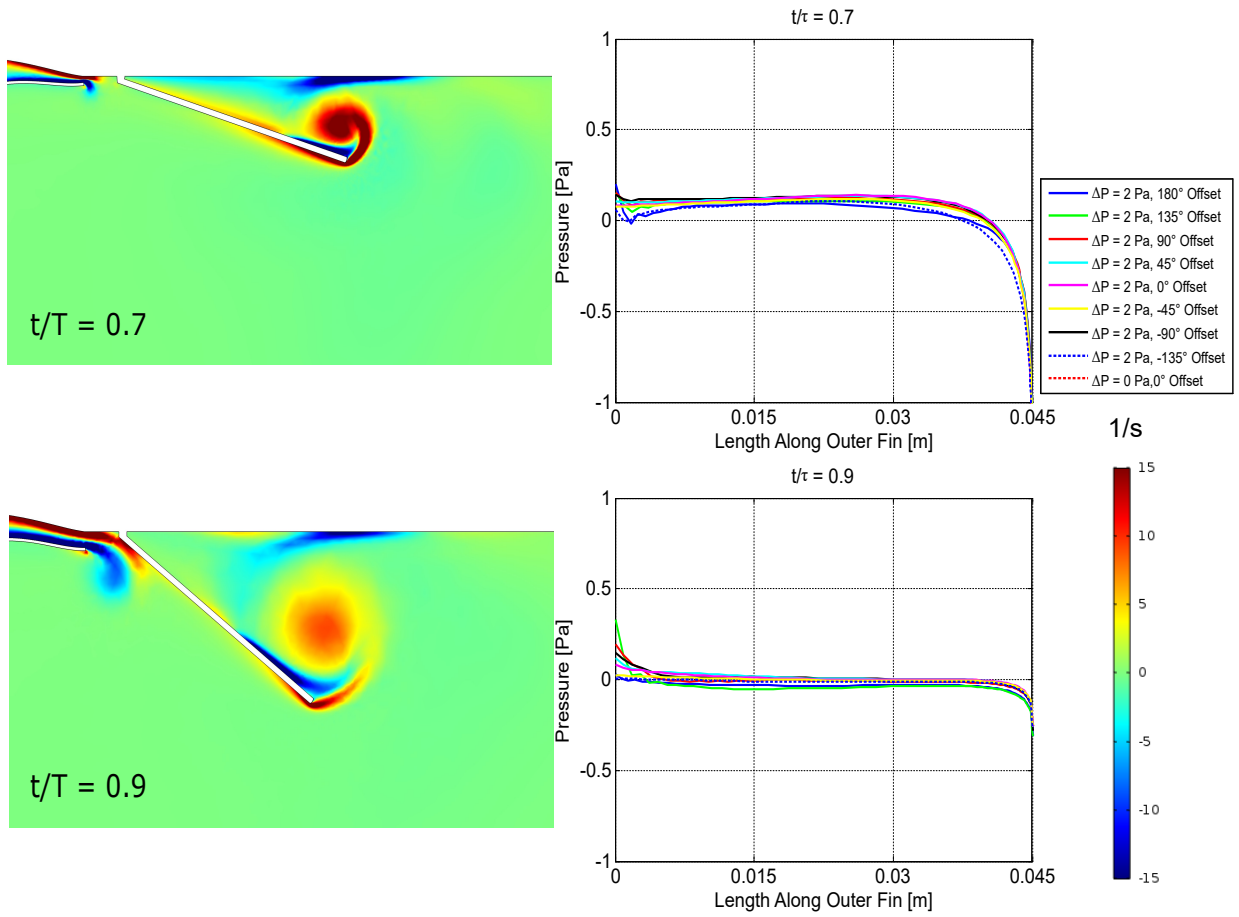 t/τ = 0.7
1
0.5
0
-0.5
-1
Pressure [Pa]
0
0.015
0.03
0.045
Length Along Outer Fin [m]
t/T = 0.7
ΔP = 2 Pa, 180° Offset
ΔP = 2 Pa, 135° Offset
ΔP = 2 Pa, 90° Offset
ΔP = 2 Pa, 45° Offset
ΔP = 2 Pa, 0° Offset
ΔP = 2 Pa, -45° Offset
ΔP = 2 Pa, -90° Offset
ΔP = 2 Pa, -135° Offset
ΔP = 0 Pa,0° Offset
t/τ = 0.9
1
0.5
0
-0.5
-1
Pressure [Pa]
0
0.015
0.03
0.045
Length Along Outer Fin [m]
t/T = 0.9
1/s
15
10
5
0
-5
-10
-15